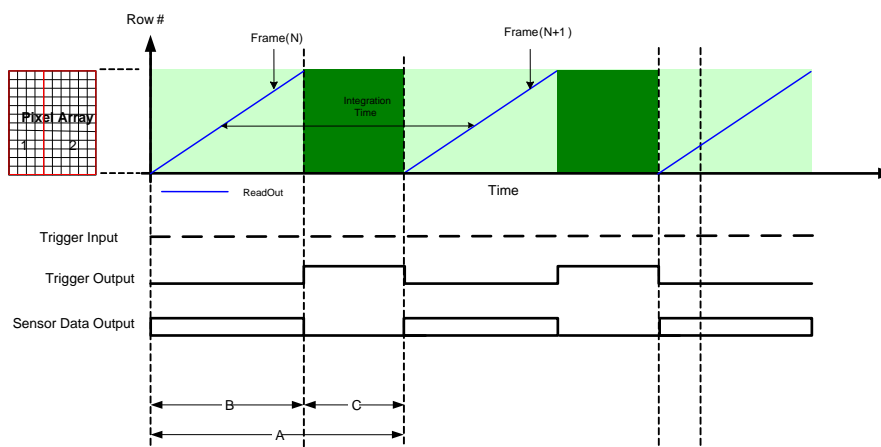 Row #
Frame(N)
Frame(N+1)
Integration
Time
Pixel Array
1
2
ReadOut
Time
Trigger Input
Trigger Output
Sensor Data Output
B
C
A